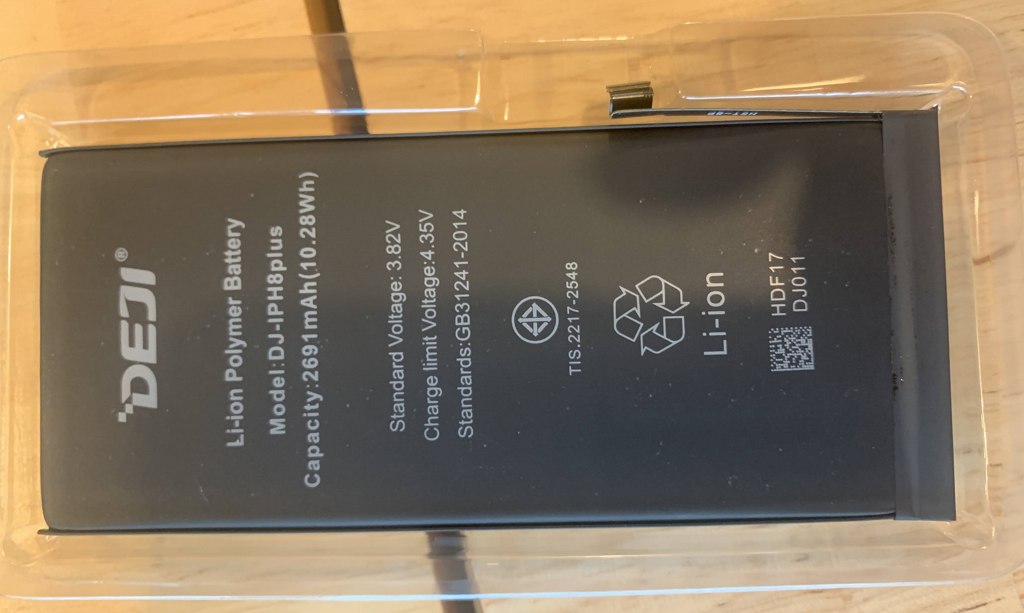 DEJI®
Li-ion Polymer Battery
Model:DJ-IPH8plus
Capacity:2691mAh(10.28Wh)
Standard Voltage: 3.82V
Charge limit Voltage:4.35V
Standards:GB31241-2014
TIS.2217-2548
Li-ion
HDF17
DJ011